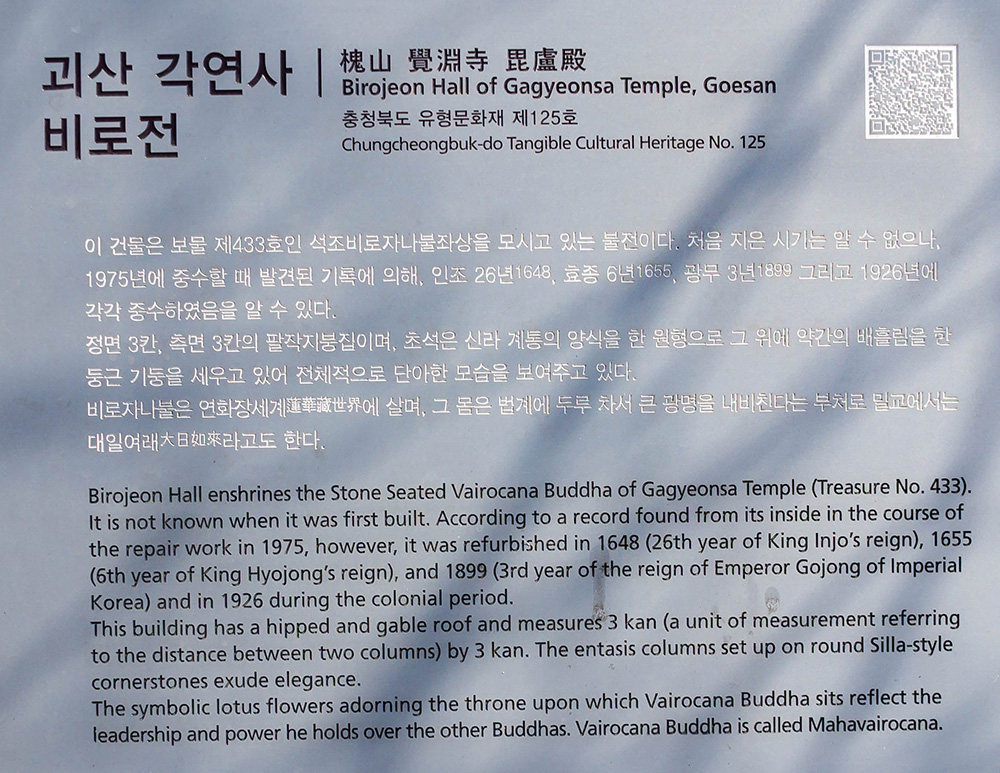 괴산 각연사
비로전
槐山 覺淵寺 毘盧殿
Birojeon Hall of Gagyeonsa Temple, Goesan
충청북도 유형문화재 제125호
Chungcheongbuk-do Tangible Cultural Heritage No. 125
이 건물은 보물 제433호인 석조비로자나불좌상을 모시고 있는 불전이다. 처음 지은 시기는 알 수 없으나,
1975년에 중수할 때 발견된 기록에 의해, 인조 26년1648, 효종 6년1655, 광무 3년1899 그리고 1926년에
각각 중수하였음을 알 수 있다.
정면 3칸, 측면 3칸의 팔작지붕집이며, 초석은 신라 계통의 양식을 한 원형으로 그 위에 약간의 배흘림을 한
둥근 기둥을 세우고 있어 전체적으로 단아한 모습을 보여주고 있다.
비로자나불은 연화장세계蓮華藏世界에 살며, 그 몸은 법계에 두루 차서 큰 광명을 내비친다는 부처로 밀교에서는
대일여래大日如來라고도 한다.
Birojeon Hall enshrines the Stone Seated Vairocana Buddha of Gagyeonsa Temple (Treasure No. 433).
It is not known when it was first built. According to a record found from its inside in the course of
the repair work in 1975, however, it was refurbished in 1648 (26th year of King Injo's reign), 1655
(6th year of King Hyojong's reign), and 1899 (3rd year of the reign of Emperor Gojong of Imperial
Korea) and in 1926 during the colonial period.
This building has a hipped and gable roof and measures 3 kan (a unit of measurement referring
to the distance between two columns) by 3 kan. The entasis columns set up on round Silla-style
cornerstones exude elegance.
The symbolic lotus flowers adorning the throne upon which Vairocana Buddha sits reflect the
leadership and power he holds over the other Buddhas. Vairocana Buddha is called Mahavairocana.